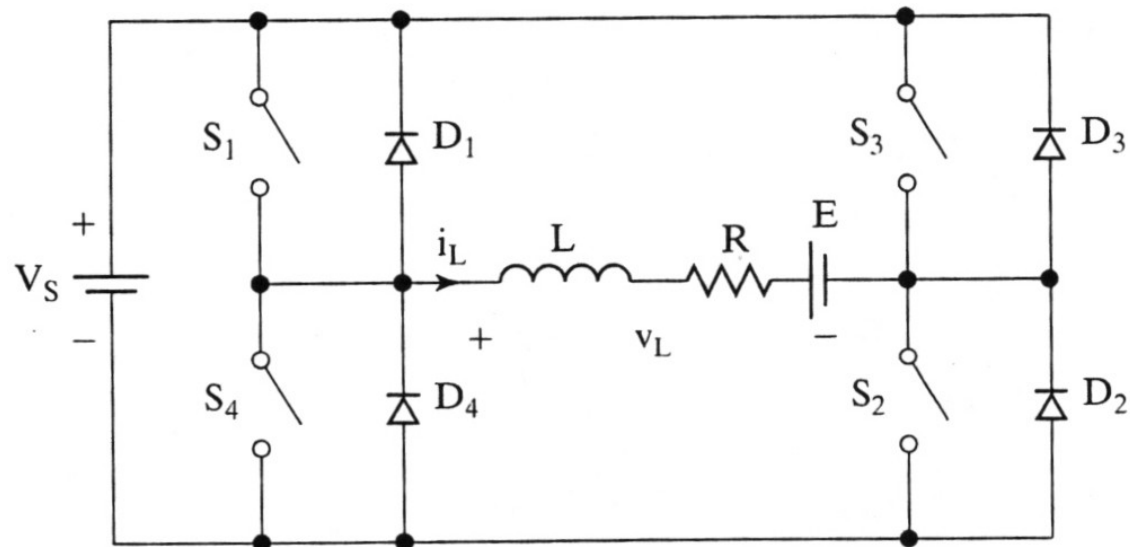 S1
D1
S3
D3
+
VS
−
iL
L
R
E
+
vL
−
S4
D4
S2
D2